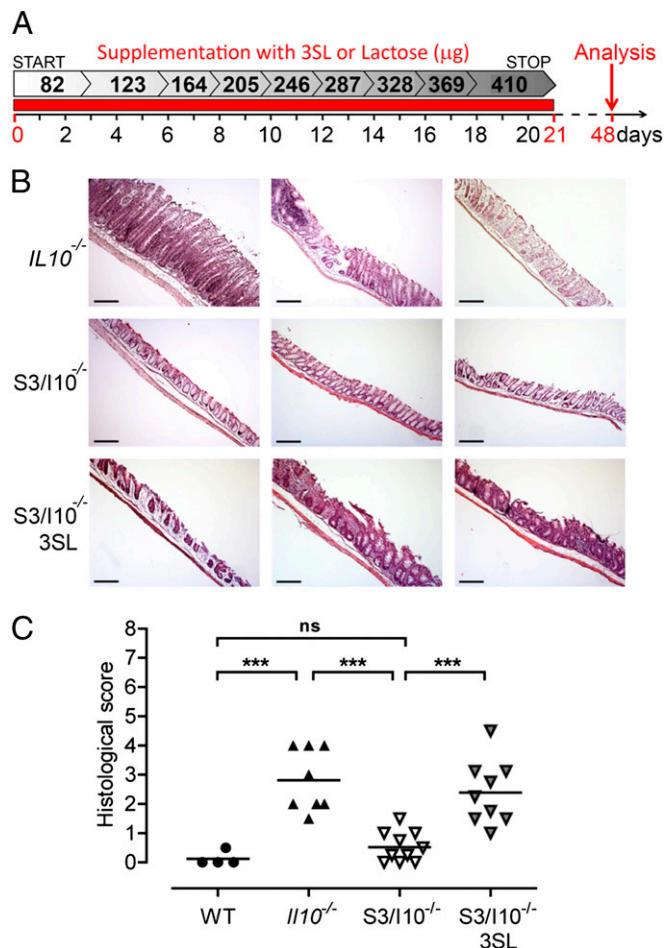 A
Supplementation with 3SL or Lactose (µg)
START
STOP
Analysis
82 123 164 205 246 287 328 369 410
0 2 4 6 8 10 12 14 16 18 20 21 48 days
B
IL10-/-
S3/I10-/-
S3/I10-/-
3SL
C
ns
*** *** ***
Histological score
8
7
6
5
4
3
2
1
0
WT Il10-/- S3/I10-/- S3/I10-/-
3SL